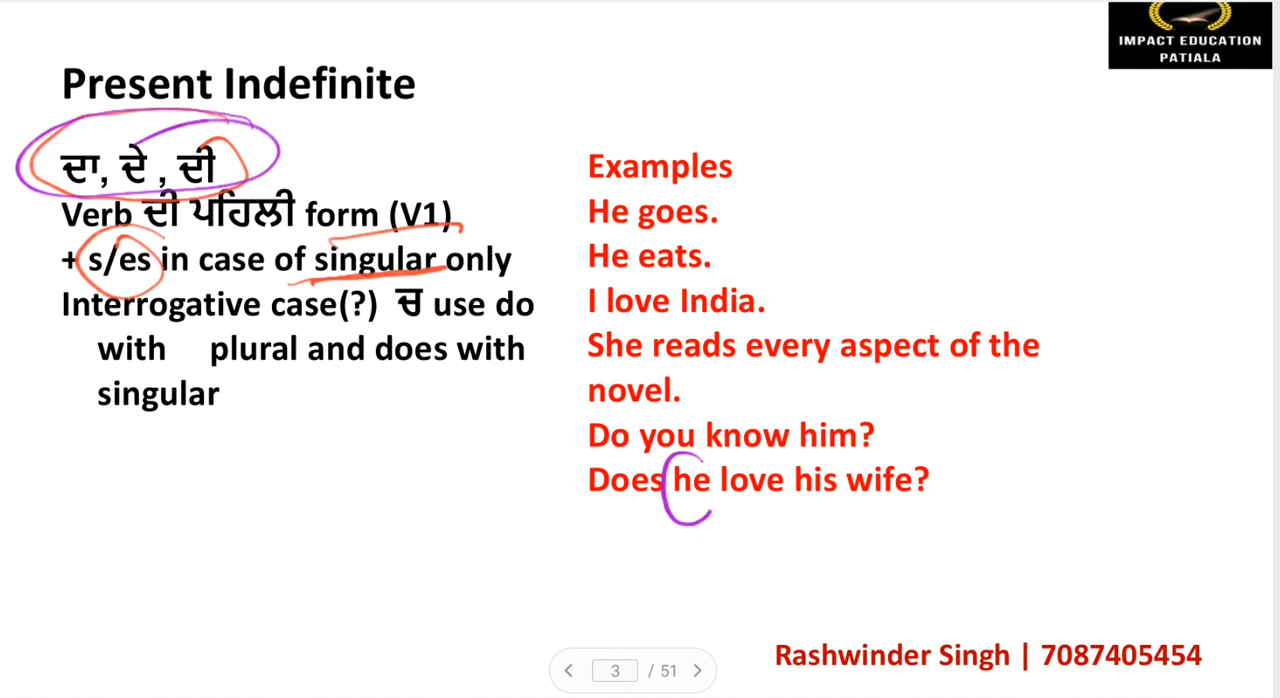 IMPACT EDUCATION
PATIALA
Present Indefinite
ਦਾ, ਦੇ , ਦੀ
Verb ਦੀ ਪਹਿਲੀ form (V1)
+ s/es in case of singular only
Interrogative case(?) ਚ use do
with plural and does with
singular
Examples
He goes.
He eats.
I love India.
She reads every aspect of the
novel.
Do you know him?
Does he love his wife?
Rashwinder Singh | 7087405454
3 / 51